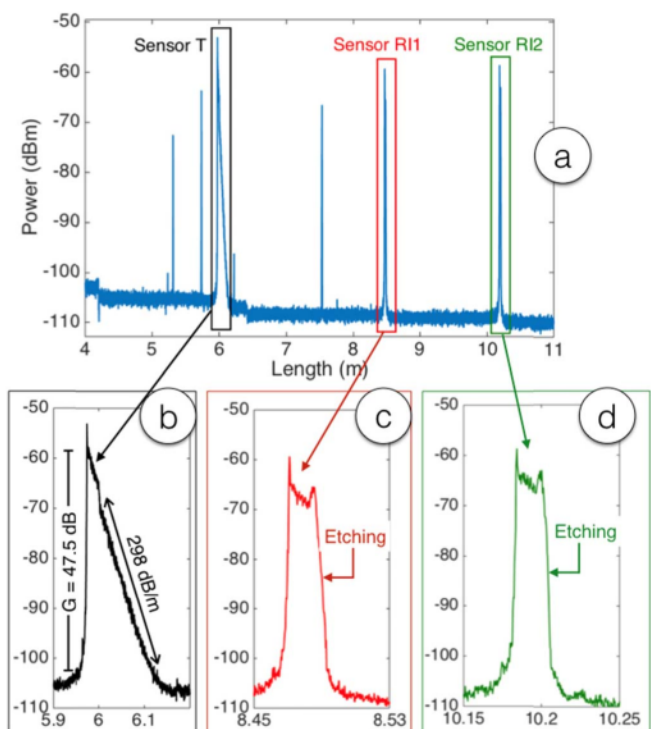 -50
Sensor T
Sensor RI1
Sensor RI2
-60
-70
a
Power (dBm)
-80
-90
-100
-110
4 5 6 7 8 9 10 11
Length (m)
b
c
d
-50 -50 -50
-60 -60 -60
-70 -70 -70
G = 47.5 dB
298 dB/m
Etching
Etching
-80 -80 -80
-90 -90 -90
-100 -100 -100
-110 -110 -110
5.9 6 6.1
8.45 8.53
10.15 10.2 10.25